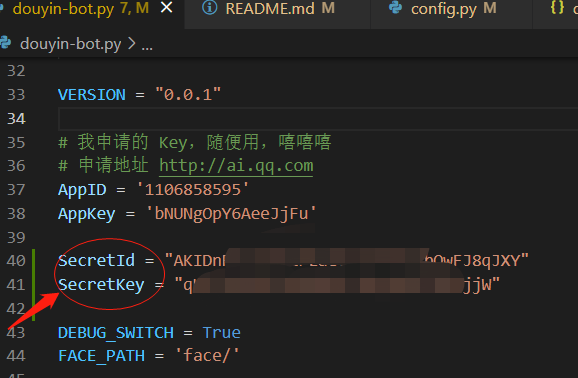 douyin-bot.py 7, M README.md M config.py M
douyin-bot.py > ...
32
33 VERSION = "0.0.1"
34
35 # 我申请的 Key，随便用，嘻嘻嘻
36 # 申请地址 http://ai.qq.com
37 AppID = '1106858595'
38 AppKey = 'bNUNgOpY6AeeJjFu'
39
40 SecretId = "AKIDn QwFJ8qJXY"
41 SecretKey = "q jjW"
42
43 DEBUG_SWITCH = True
44 FACE_PATH = 'face/'